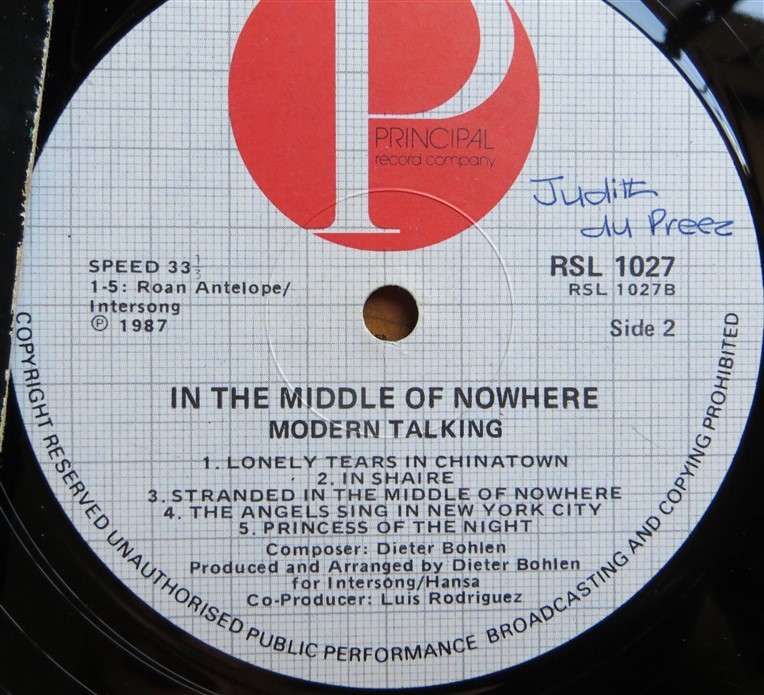 P
PRINCIPAL
record company
Judith
du Preez
SPEED 33 1/3
1-5: Roan Antelope/
Intersong
℗ 1987
RSL 1027
RSL 1027B
Side 2
IN THE MIDDLE OF NOWHERE
MODERN TALKING
1. LONELY TEARS IN CHINATOWN
2. IN SHAIRE
3. STRANDED IN THE MIDDLE OF NOWHERE
4. THE ANGELS SING IN NEW YORK CITY
5. PRINCESS OF THE NIGHT
Composer: Dieter Bohlen
Produced and Arranged by Dieter Bohlen
for Intersong/Hansa
Co-Producer: Luis Rodriguez
COPYRIGHT RESERVED UNAUTHORISED PUBLIC PERFORMANCE BROADCASTING AND COPYING PROHIBITED